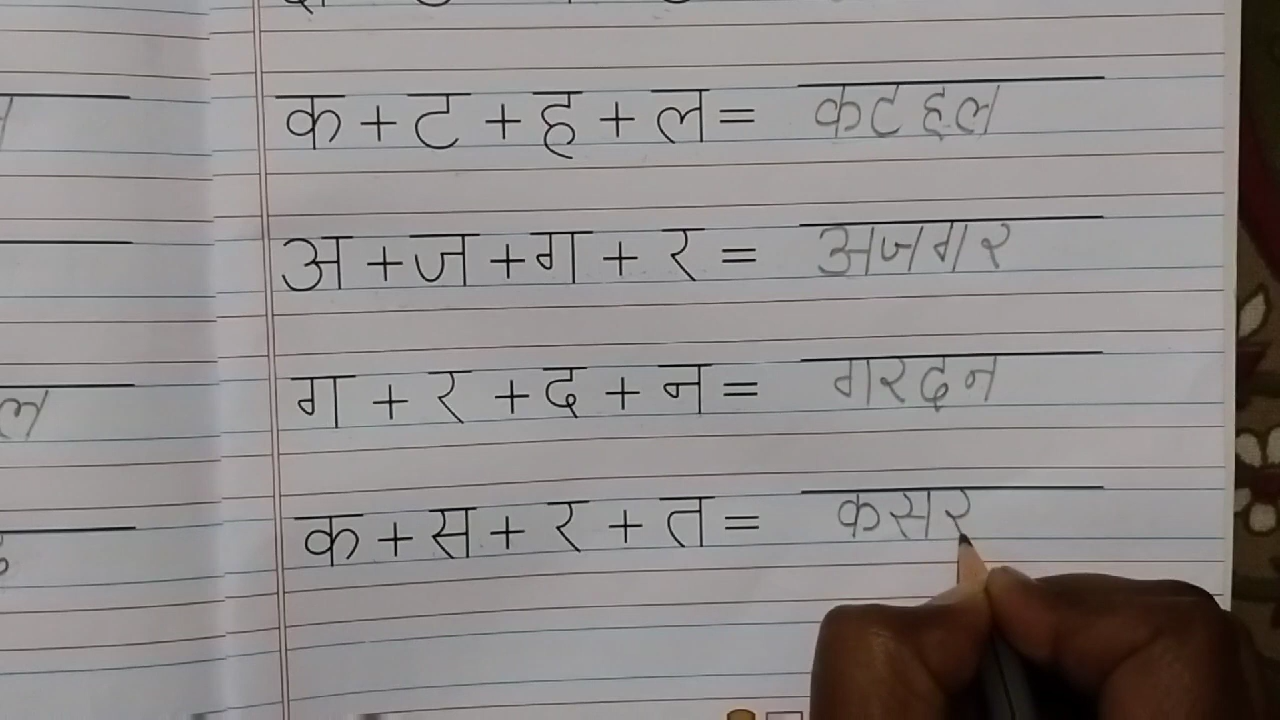 क + ट + ह + ल = कटहल
अ + ज + ग + र = अजगर
ग + र + द + न = गरदन
क + स + र + त = कसर